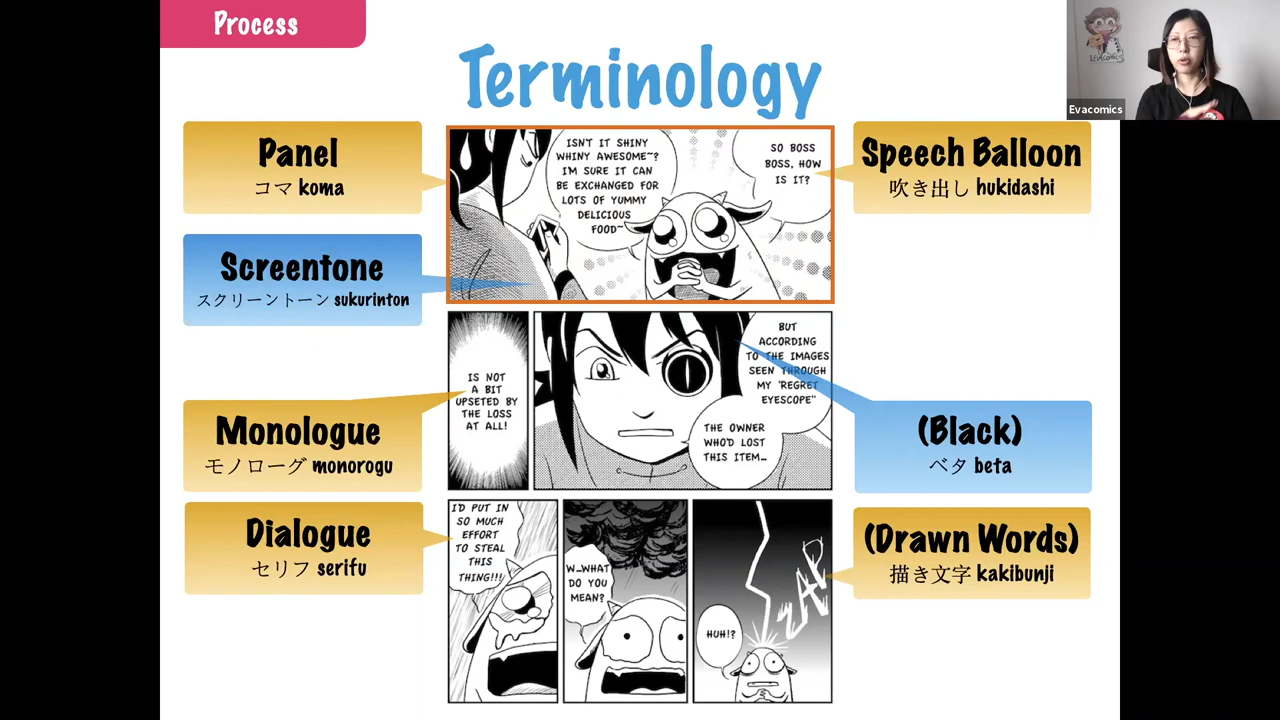 Process
Terminology
Evacomics
Panel
コマ koma
Screentone
スクリーントーン sukurinton
Monologue
モノローグ monorogu
Dialogue
セリフ serifu
ISN'T IT SHINY
WHINY AWESOME~?
I'M SURE IT CAN
BE EXCHANGED FOR
LOTS OF YUMMY
DELICIOUS
FOOD~
SO BOSS
BOSS, HOW
IS IT?
IS NOT
A BIT
UPSETED BY
THE LOSS
AT ALL!
BUT
ACCORDING
TO THE IMAGES
SEEN THROUGH
MY "REGRET
EYESCOPE"
THE OWNER
WHO'D LOST
THIS ITEM...
I'D PUT IN
SO MUCH
EFFORT
TO STEAL
THIS
THING!!!
W...WHAT
DO YOU
MEAN?
HUH!?
ZAP
Speech Balloon
吹き出し hukidashi
(Black)
ベタ beta
(Drawn Words)
描き文字 kakibunji